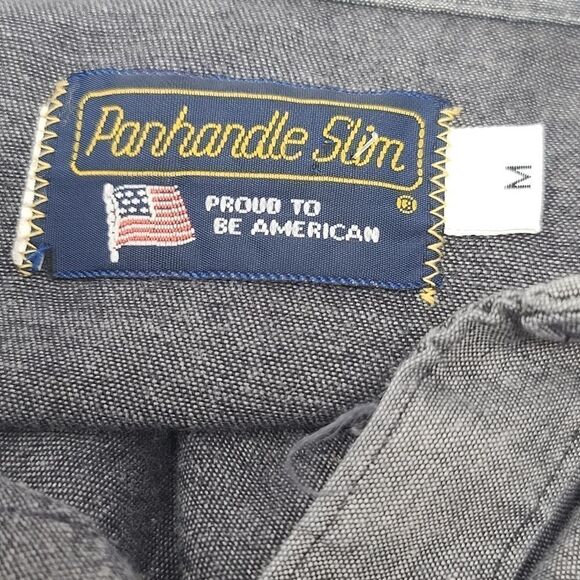 Panhandle Slim
®
PROUD TO
BE AMERICAN
M